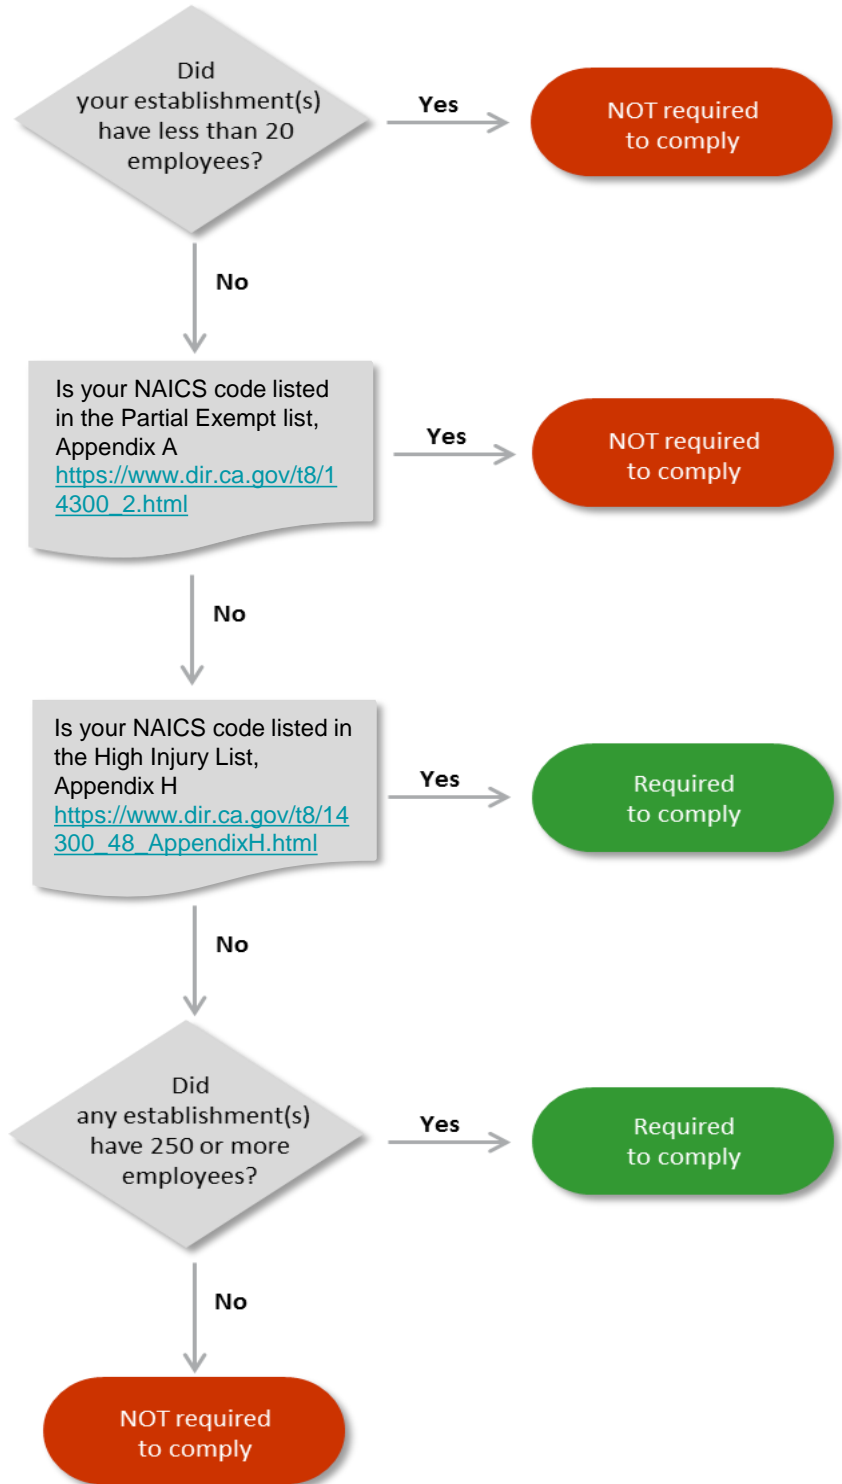 Did
your establishment(s)
have less than 20
employees?
Yes
NOT required
to comply
No
Is your NAICS code listed
in the Partial Exempt list,
Appendix A
https://www.dir.ca.gov/t8/1
4300_2.html
Yes
NOT required
to comply
No
Is your NAICS code listed in
the High Injury List,
Appendix H
https://www.dir.ca.gov/t8/14
300_48_AppendixH.html
Yes
Required
to comply
No
Did
any establishment(s)
have 250 or more
employees?
Yes
Required
to comply
No
NOT required
to comply